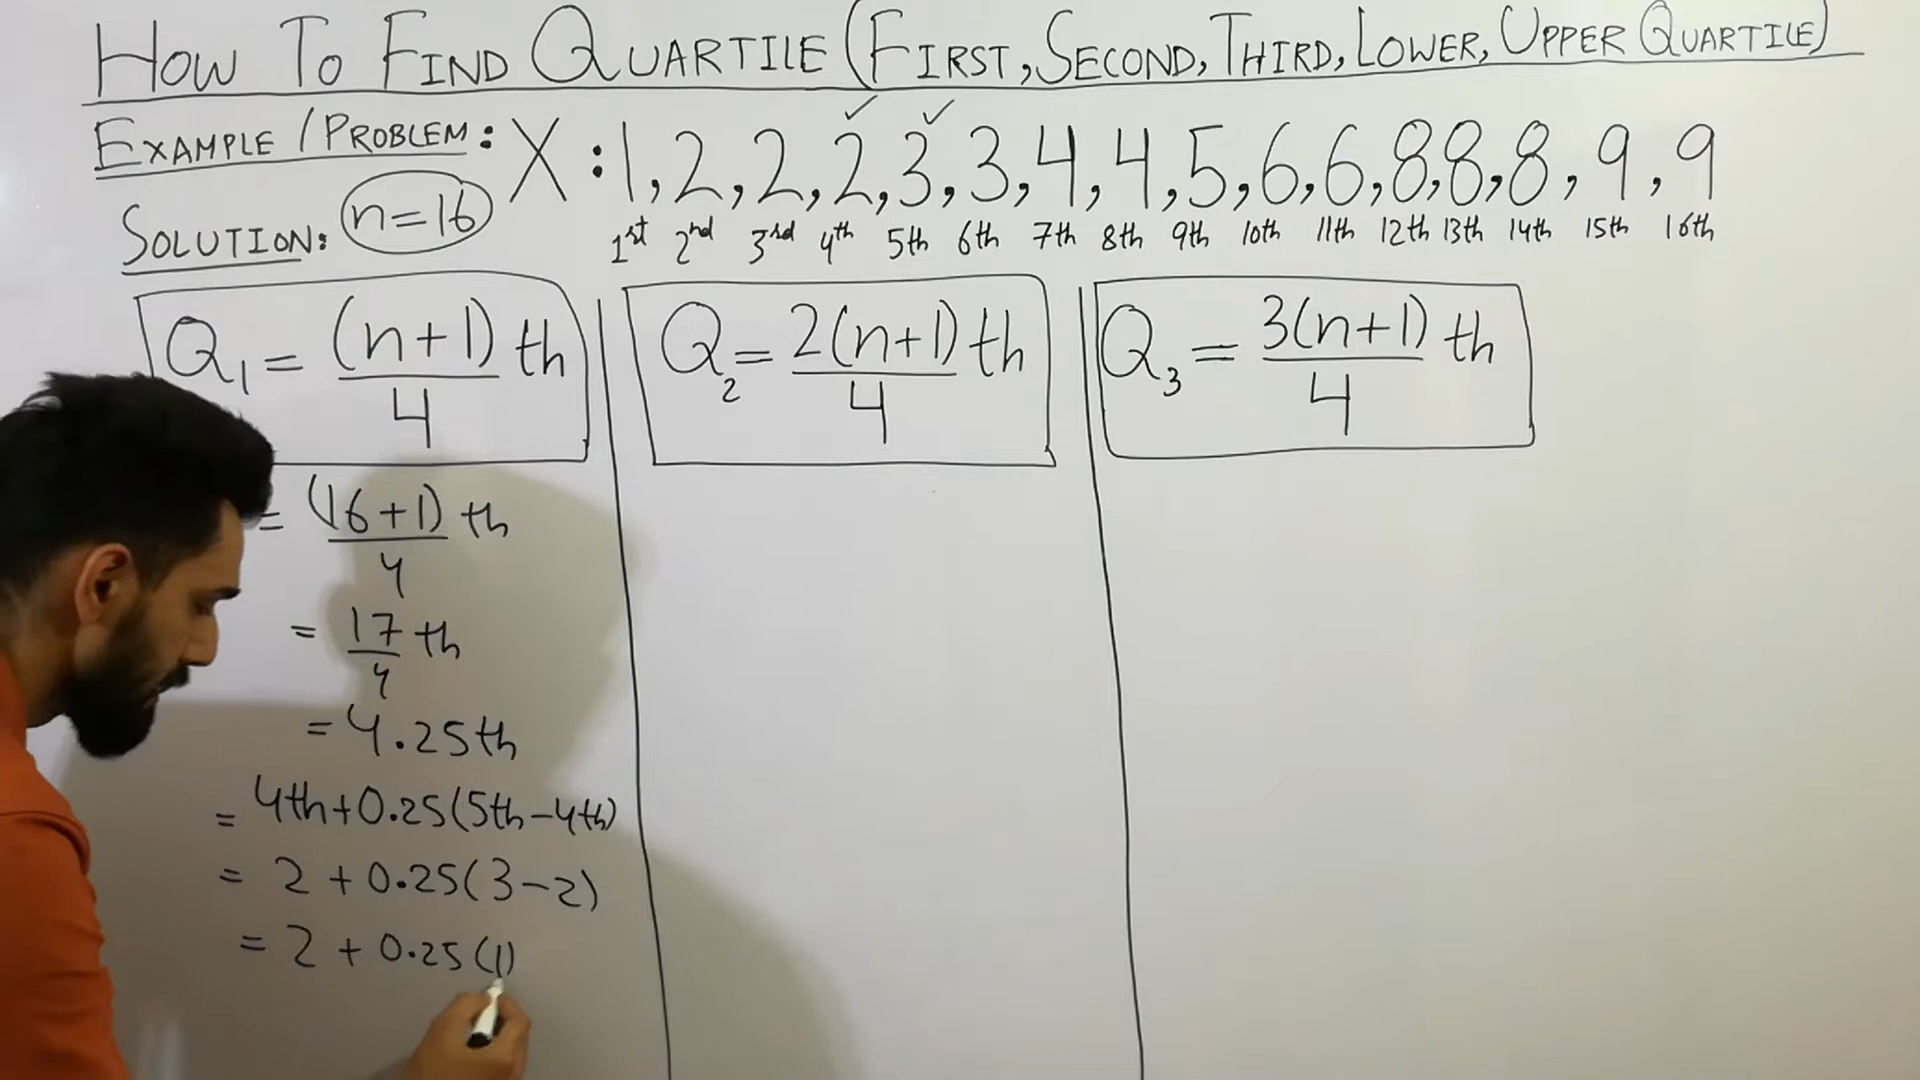 HOW TO FIND QUARTILE (FIRST, SECOND, THIRD, LOWER, UPPER QUARTILE)
EXAMPLE / PROBLEM: X : 1, 2, 2, 2, 3, 3, 4, 4, 5, 6, 6, 8, 8, 8, 9, 9
SOLUTION: n=16 1st 2nd 3rd 4th 5th 6th 7th 8th 9th 10th 11th 12th 13th 14th 15th 16th
Q₁ = (n+1)/4 th
= (16+1)/4 th
= 17/4 th
= 4.25th
= 4th+0.25(5th-4th)
= 2 + 0.25(3-2)
= 2 + 0.25(1)
Q₂ = 2(n+1)/4 th
Q₃ = 3(n+1)/4 th